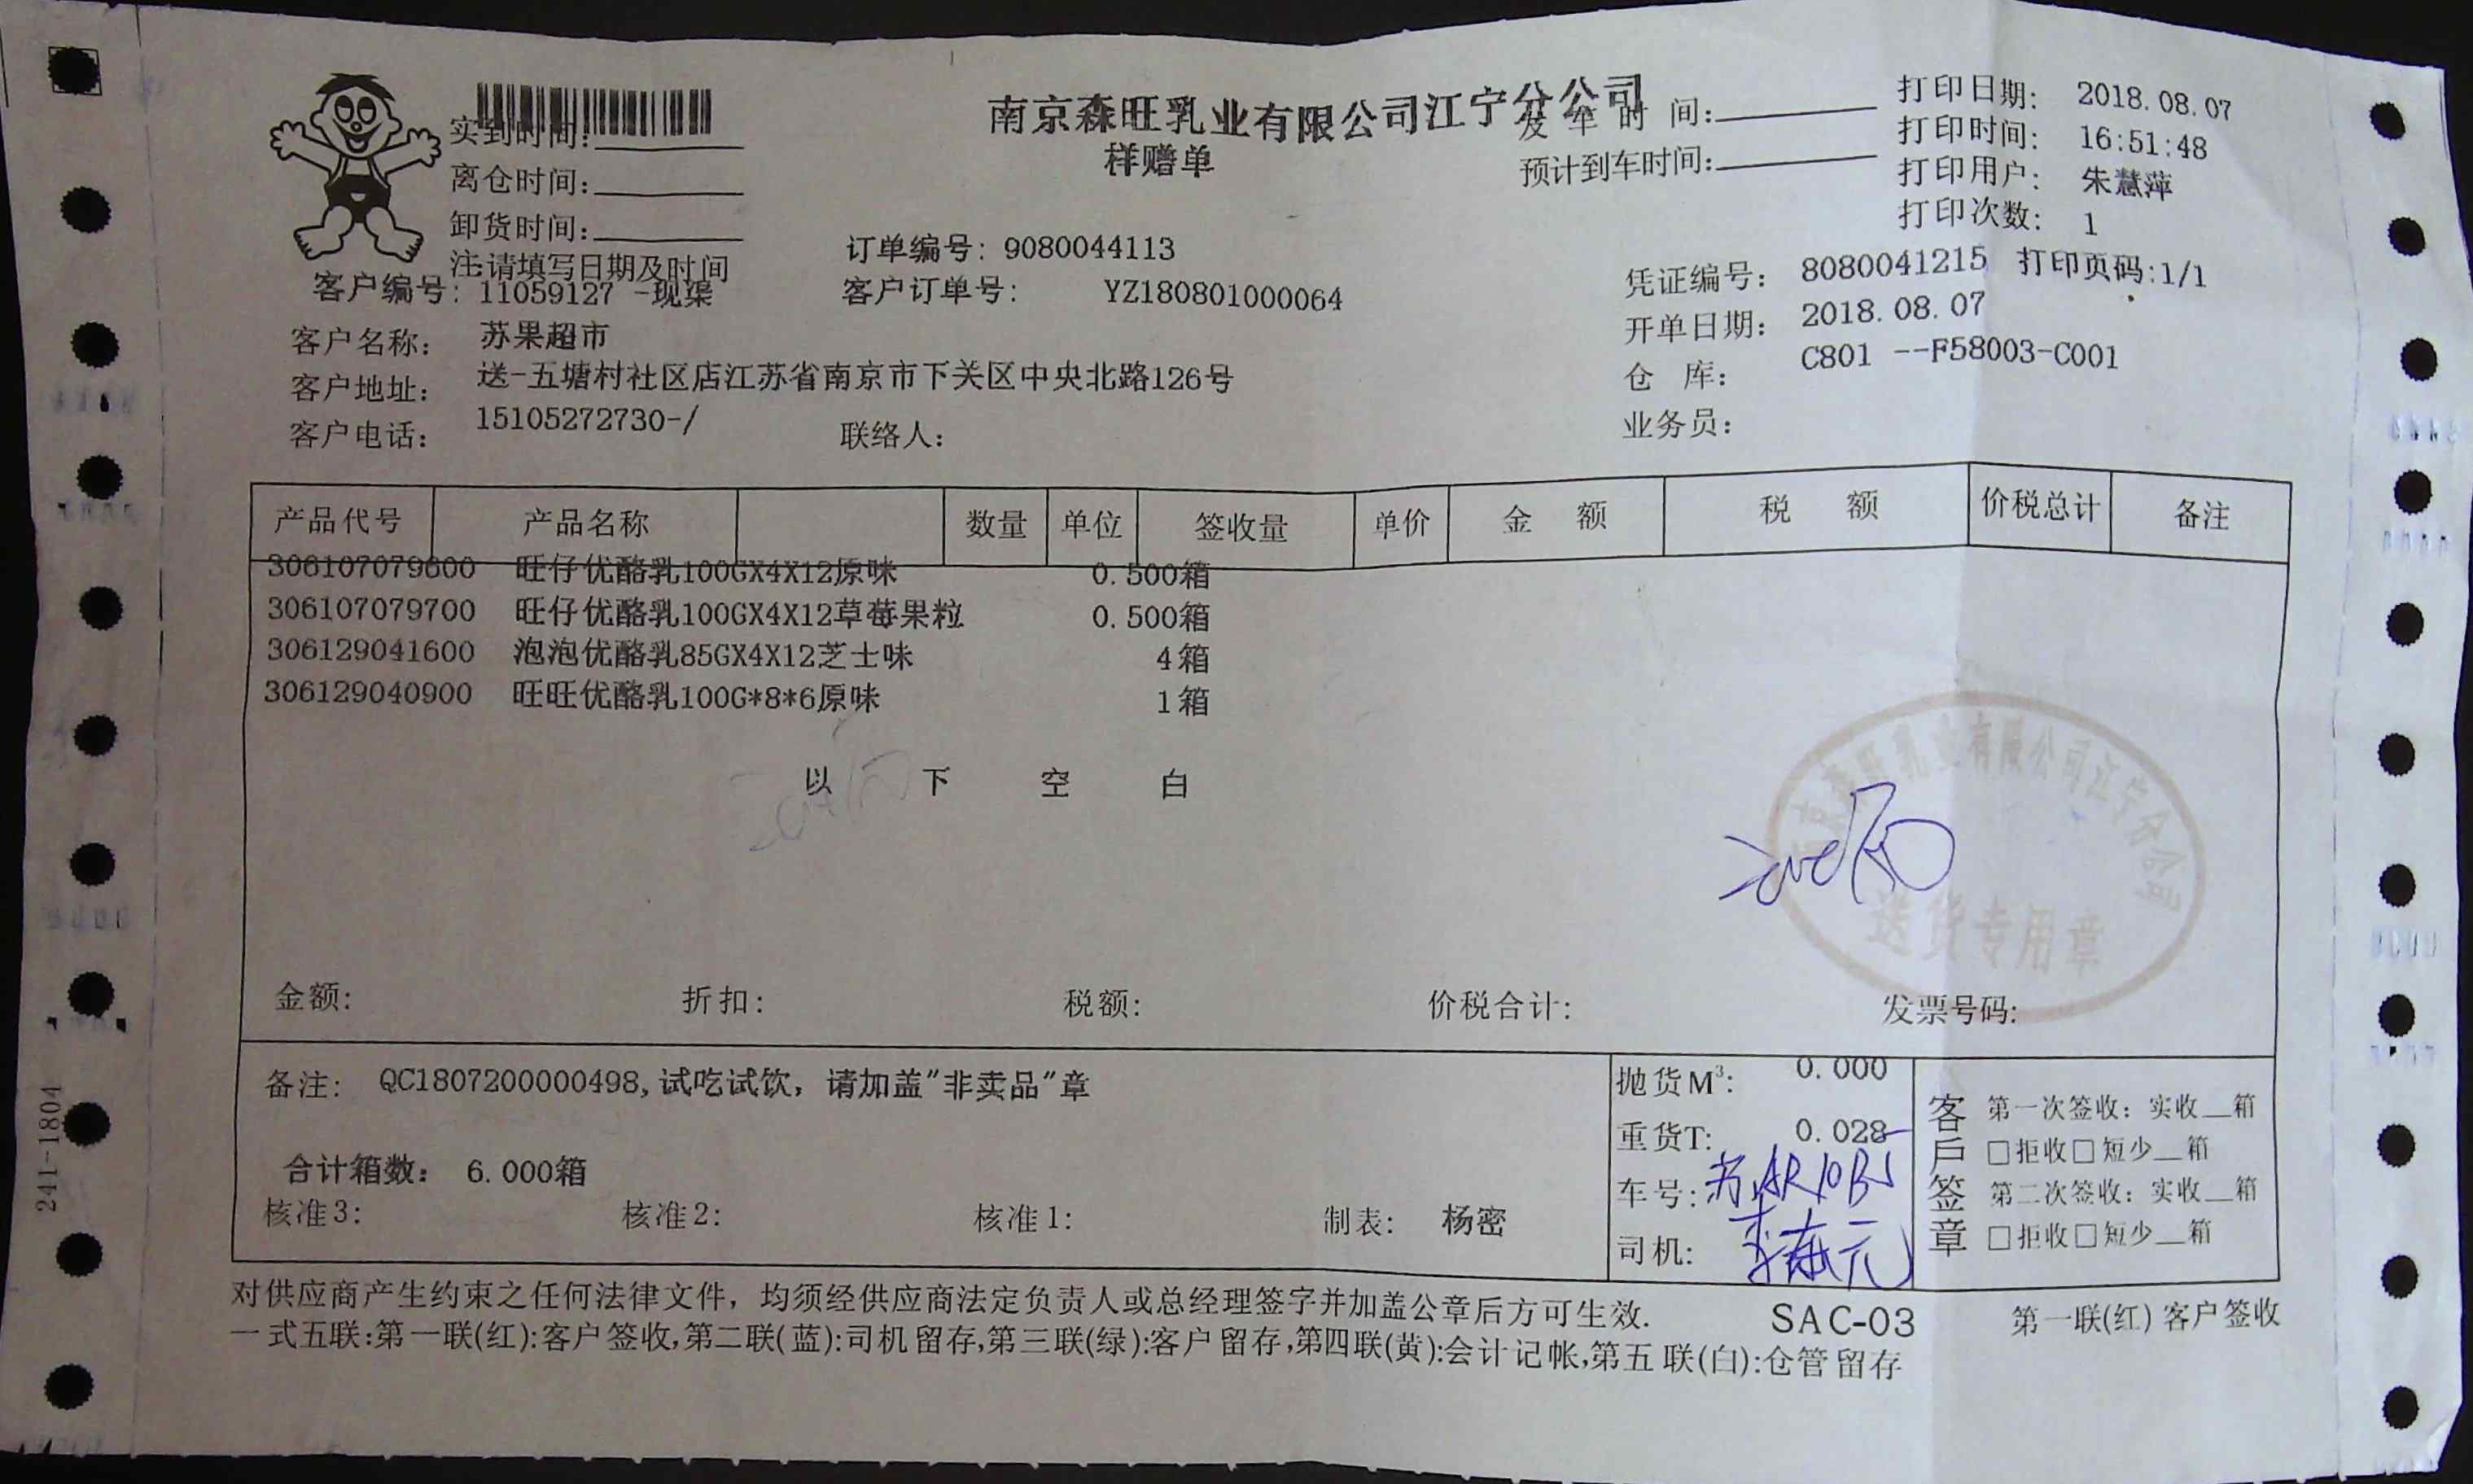 南京森旺乳业有限公司江宁分公司
样赠单
实到时间:
离仓时间:
卸货时间:
注:请填写日期及时间
发车时间:
预计到车时间:
打印日期: 2018.08.07
打印时间: 16:51:48
打印用户: 朱慧萍
打印次数: 1
订单编号: 9080044113
凭证编号: 8080041215 打印页码:1/1
客户编号: 11059127 -现渠 客户订单号: YZ180801000064
开单日期: 2018.08.07
客户名称: 苏果超市
仓 库: C801 --F58003-C001
客户地址: 送-五塘村社区店江苏省南京市下关区中央北路126号
客户电话: 15105272730-/ 联络人: 业务员:
产品代号 产品名称 数量 单位 签收量 单价 金 额 税 额 价税总计 备注
306107079600 旺仔优酪乳100GX4X12原味 0.500箱
306107079700 旺仔优酪乳100GX4X12草莓果粒 0.500箱
306129041600 泡泡优酪乳85GX4X12芝士味 4箱
306129040900 旺旺优酪乳100G*8*6原味 1箱
以 下 空 白
乳业有限公司江宁分公司
送货专用章
金额: 折扣: 税额: 价税合计: 发票号码:
备注: QC1807200000498,试吃试饮, 请加盖"非卖品"章
合计箱数: 6.000箱
核准3: 核准2: 核准1: 制表: 杨密
抛货M³: 0.000
重货T: 0.028
车号:
司机:
客户签章
第一次签收: 实收__箱
□拒收□短少__箱
第二次签收: 实收__箱
□拒收□短少__箱
241-1804
对供应商产生约束之任何法律文件, 均须经供应商法定负责人或总经理签字并加盖公章后方可生效. SAC-03 第一联(红) 客户签收
一式五联:第一联(红):客户签收,第二联(蓝):司机留存,第三联(绿):客户留存,第四联(黄):会计记帐,第五联(白):仓管留存